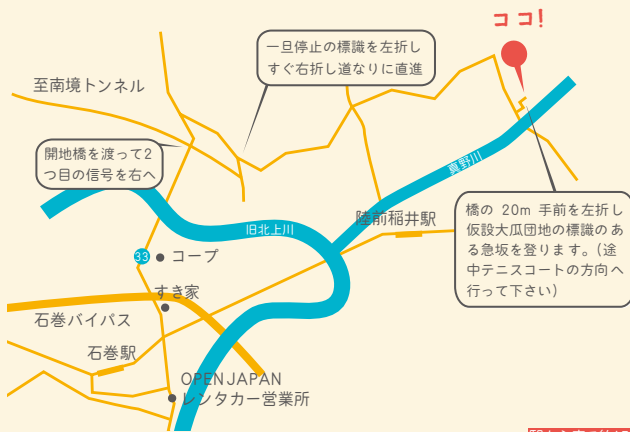 ココ!
一旦停止の標識を左折し
すぐ右折し道なりに直進
至南境トンネル
開地橋を渡って2
つ目の信号を右へ
真野川
橋の 20m 手前を左折し
仮設大瓜団地の標識のあ
る急坂を登ります。(途
中テニスコートの方向へ
行って下さい)
陸前稲井駅
旧北上川
33 コープ
すき家
石巻バイパス
石巻駅
OPENJAPAN
レンタカー営業所